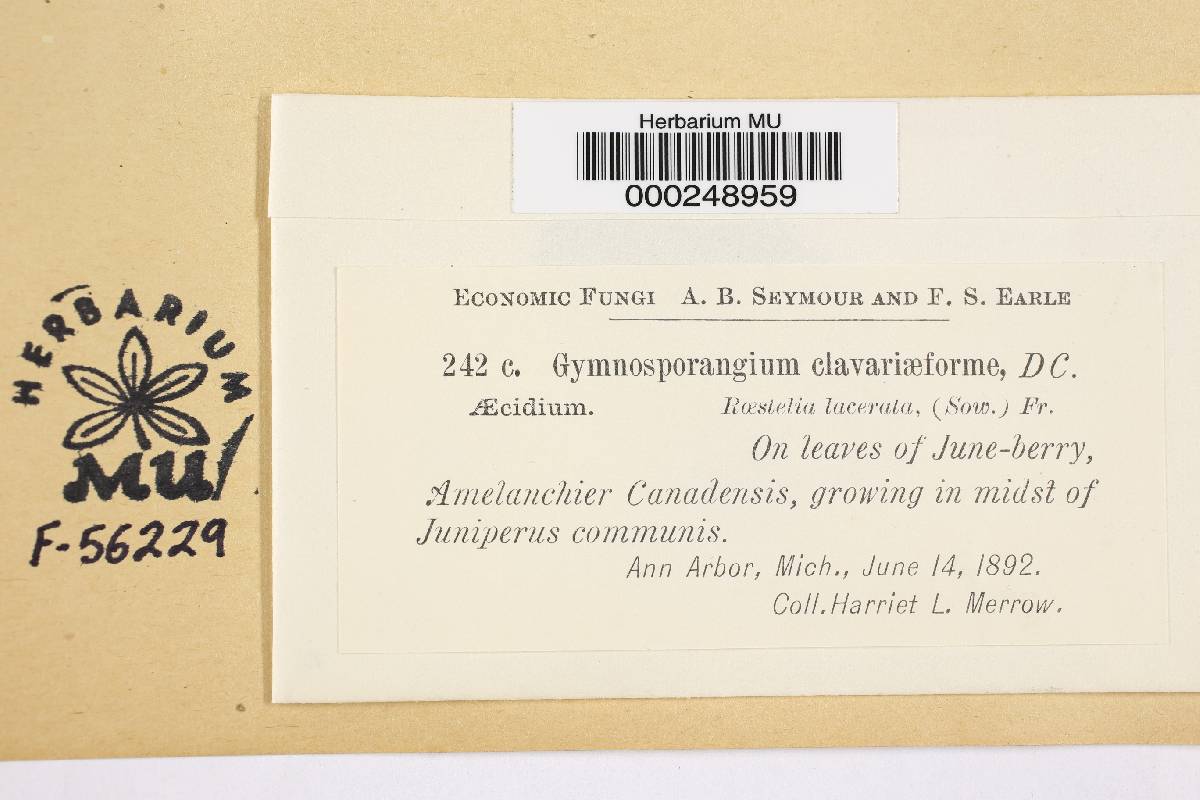 Herbarium MU
000248959
ECONOMIC FUNGI A. B. SEYMOUR AND F. S. EARLE
242 c. Gymnosporangium clavariæforme, DC.
Æcidium. Rœstelia lacerata, (Sow.) Fr.
On leaves of June-berry,
Amelanchier Canadensis, growing in midst of
Juniperus communis.
Ann Arbor, Mich., June 14, 1892.
Coll. Harriet L. Merrow.
HERBARIUM
MU
F-56229